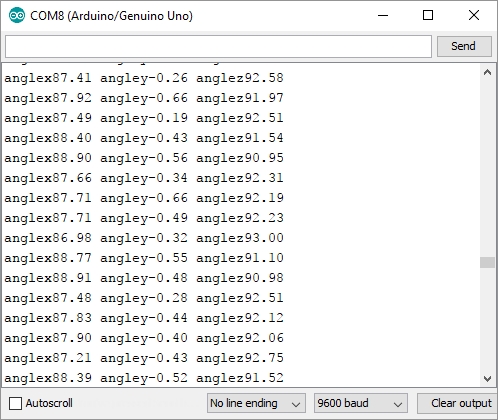 COM8 (Arduino/Genuino Uno)
Send
anglex87.41 angley-0.26 anglez92.58
anglex87.92 angley-0.66 anglez91.97
anglex87.49 angley-0.19 anglez92.51
anglex88.40 angley-0.43 anglez91.54
anglex88.90 angley-0.56 anglez90.95
anglex87.66 angley-0.34 anglez92.31
anglex87.71 angley-0.66 anglez92.19
anglex87.71 angley-0.49 anglez92.23
anglex86.98 angley-0.32 anglez93.00
anglex88.77 angley-0.55 anglez91.10
anglex88.91 angley-0.48 anglez90.98
anglex87.48 angley-0.28 anglez92.51
anglex87.83 angley-0.44 anglez92.12
anglex87.90 angley-0.40 anglez92.06
anglex87.21 angley-0.43 anglez92.75
anglex88.39 angley-0.52 anglez91.52
Autoscroll No line ending 9600 baud Clear output